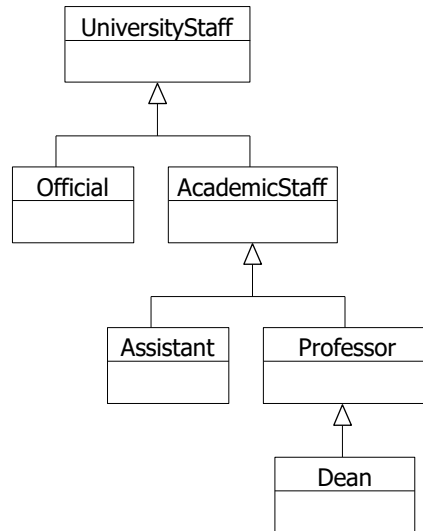 UniversityStaff
Official
AcademicStaff
Assistant
Professor
Dean